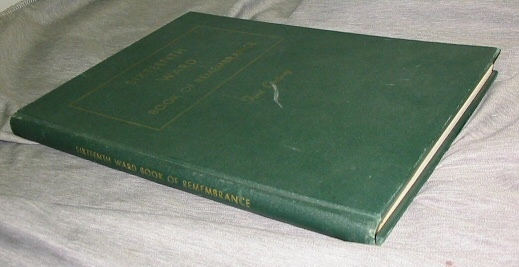 SIXTEENTH
WARD
BOOK OF REMEMBRANCE
SIXTEENTH WARD BOOK OF REMEMBRANCE